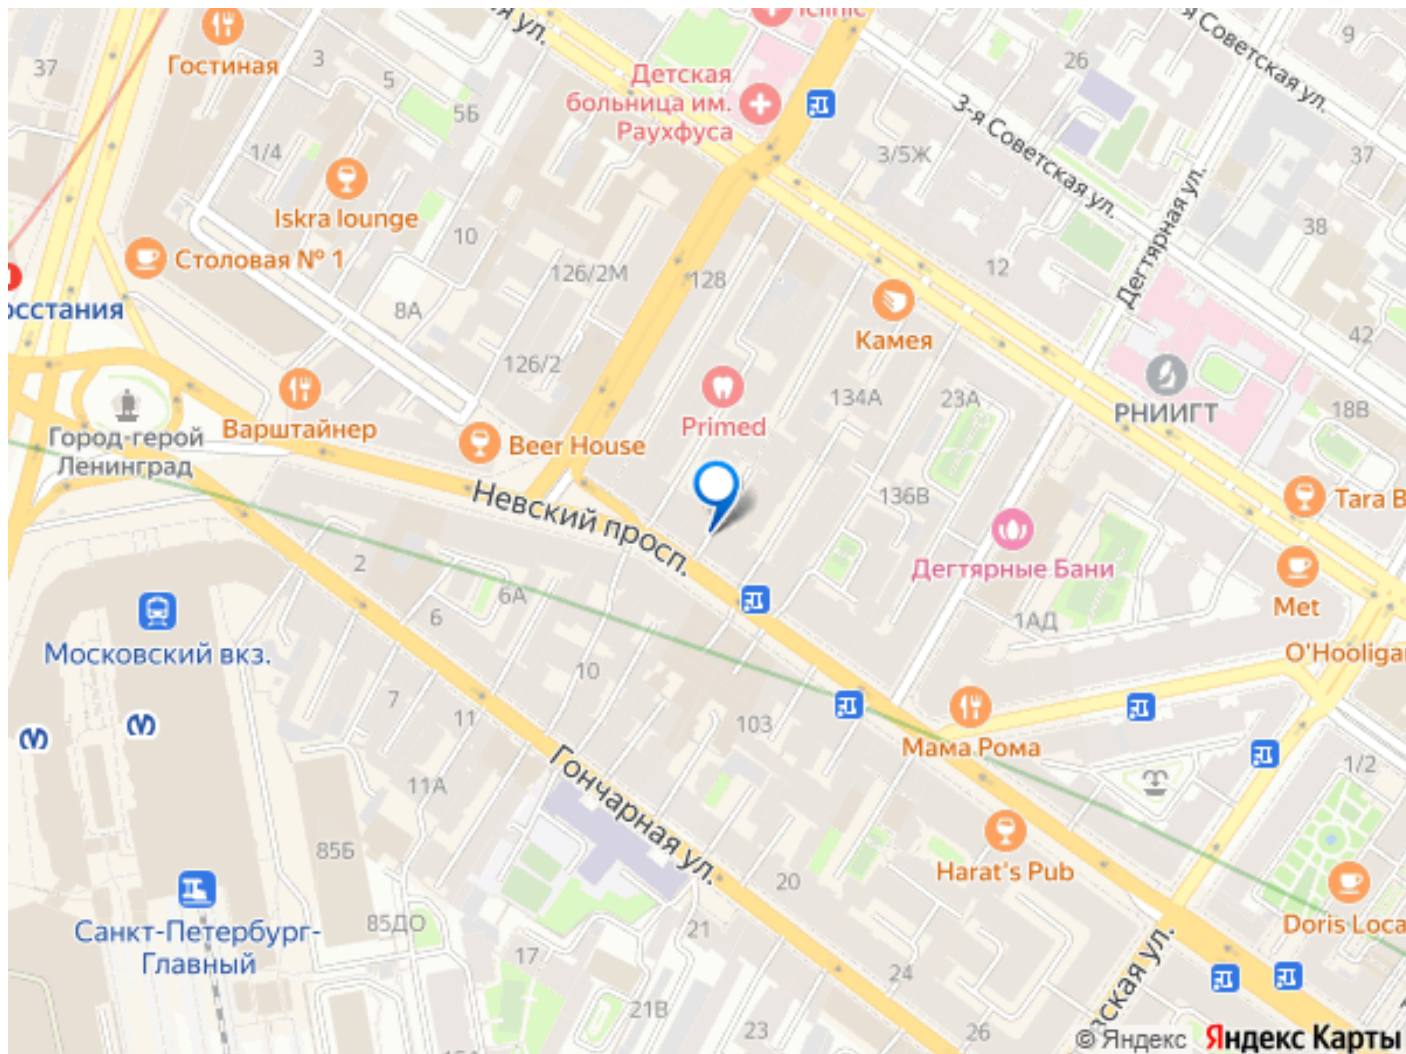 Гостиная
37
3
5
5Б
1/4
Iskra lounge
Столовая № 1
10
8А
126/2М
126/2
128
ул.
Детская
больница им.
Раухфуса
26
9
я Советская ул.
3-я Советская ул.
3/5Ж
37
38
12
Дегтярная ул.
42
Камея
РНИИГТ
18В
Primed
134А
23А
136В
осстания
Город-герой
Ленинград
Варштайнер
Beer House
Невский просп.
Дегтярные Бани
1АД
Tara B
Met
O'Hooligan
2
6А
6
10
Московский вкз.
7
11
11А
103
Мама Рома
1/2
Гончарная ул.
85Б
Harat's Pub
20
Doris Loca
85ДО
Санкт-Петербург-
Главный
17
21
21В
23
24
26
вская ул.
© Яндекс Яндекс Карты